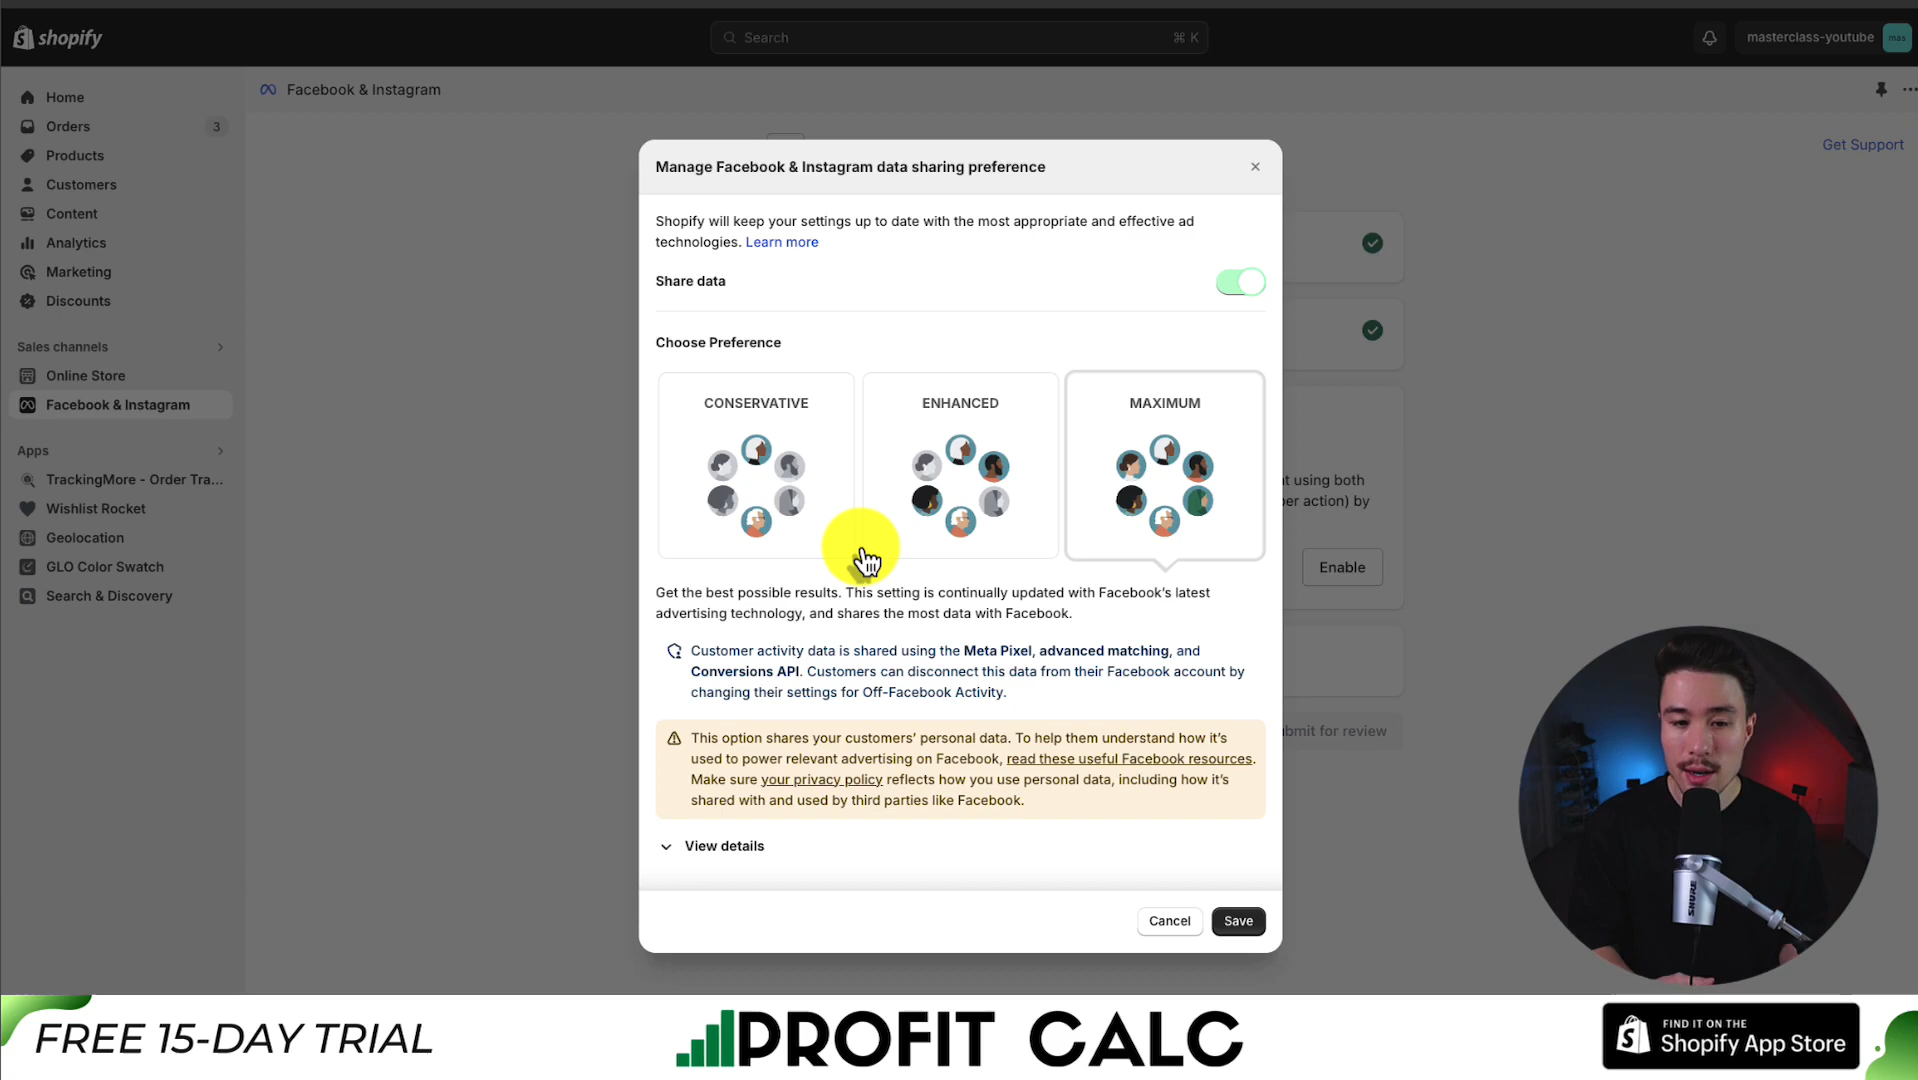 shopify
Search
⌘ K
masterclass-youtube
mas
Home
Orders
3
Products
Customers
Content
Analytics
Marketing
Discounts
Sales channels
Online Store
Facebook & Instagram
Apps
TrackingMore - Order Tra...
Wishlist Rocket
Geolocation
GLO Color Swatch
Search & Discovery
Facebook & Instagram
Get Support
Manage Facebook & Instagram data sharing preference
Shopify will keep your settings up to date with the most appropriate and effective ad
technologies. Learn more
Share data
Choose Preference
CONSERVATIVE
ENHANCED
MAXIMUM
Get the best possible results. This setting is continually updated with Facebook's latest
advertising technology, and shares the most data with Facebook.
Customer activity data is shared using the Meta Pixel, advanced matching, and
Conversions API. Customers can disconnect this data from their Facebook account by
changing their settings for Off-Facebook Activity.
This option shares your customers' personal data. To help them understand how it's
used to power relevant advertising on Facebook, read these useful Facebook resources.
Make sure your privacy policy reflects how you use personal data, including how it's
shared with and used by third parties like Facebook.
View details
Cancel
Save
using both
per action) by
Enable
for review
SHURE
FREE 15-DAY TRIAL
PROFIT CALC
FIND IT ON THE
Shopify App Store